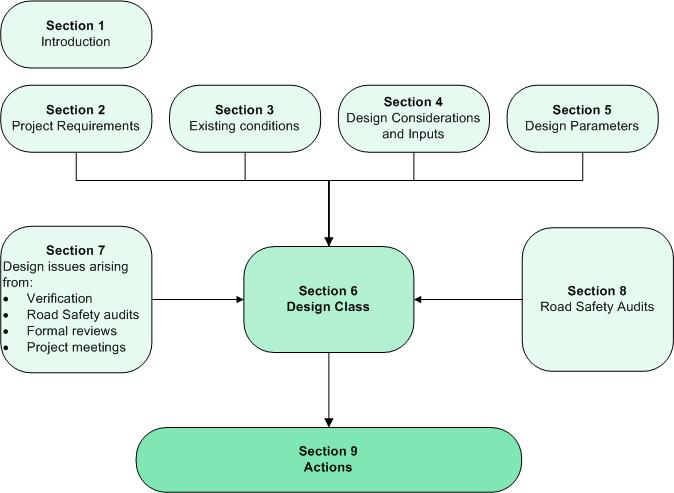 Section 1
Introduction
Section 2
Project Requirements
Section 3
Existing conditions
Section 4
Design Considerations
and Inputs
Section 5
Design Parameters
Section 7
Design issues arising
from:
• Verification
• Road Safety audits
• Formal reviews
• Project meetings
Section 6
Design Class
Section 8
Road Safety Audits
Section 9
Actions